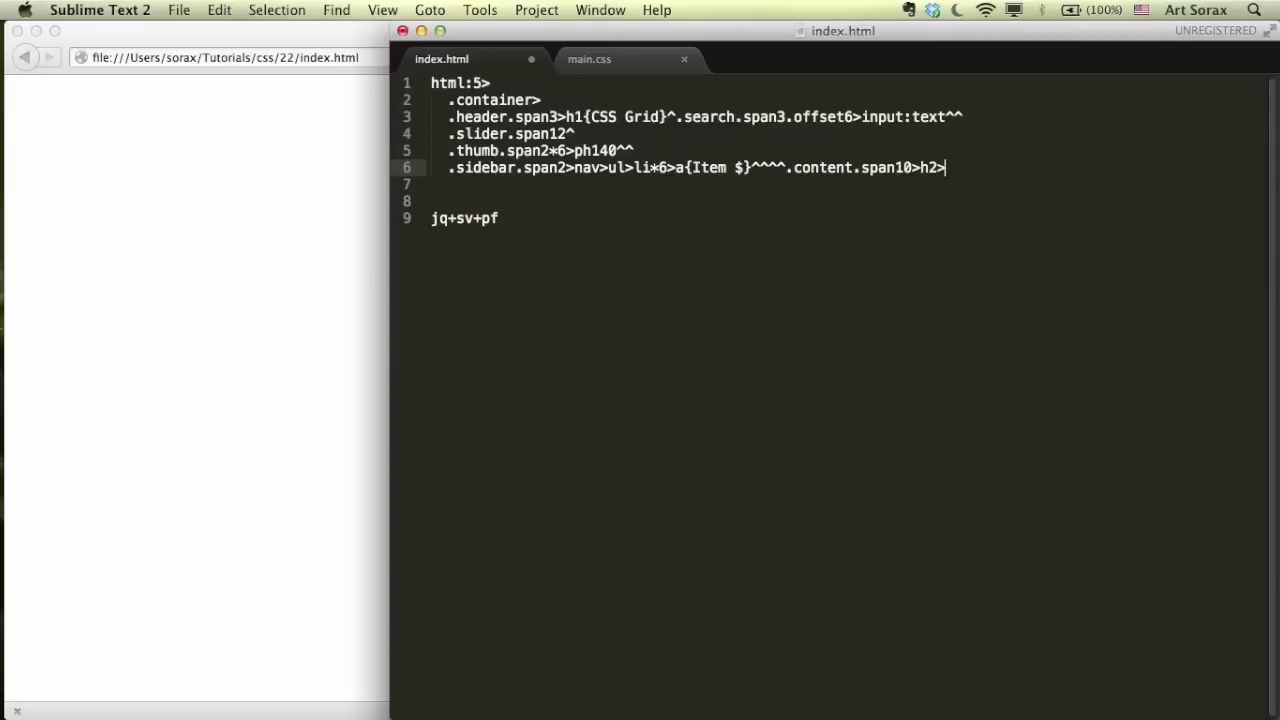 Sublime Text 2 File Edit Selection Find View Goto Tools Project Window Help (100%) Art Sorax
index.html UNREGISTERED
file:///Users/sorax/Tutorials/css/22/index.html
index.html main.css ×
1 html:5>
2 .container>
3 .header.span3>h1{CSS Grid}^.search.span3.offset6>input:text^^
4 .slider.span12^
5 .thumb.span2*6>ph140^^
6 .sidebar.span2>nav>ul>li*6>a{Item $}^^^^.content.span10>h2>
7
8
9 jq+sv+pf